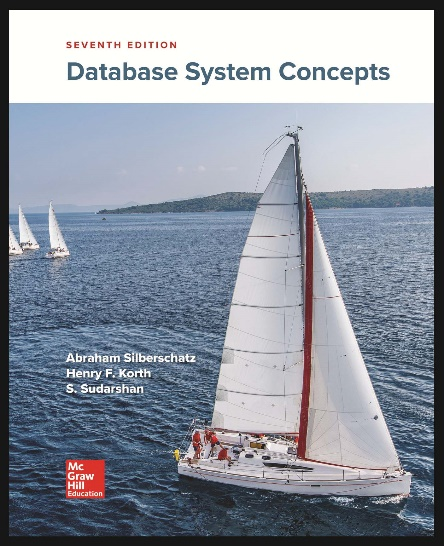 SEVENTH EDITION
Database System Concepts
Abraham Silberschatz
Henry F. Korth
S. Sudarshan
Mc
Graw
Hill
Education